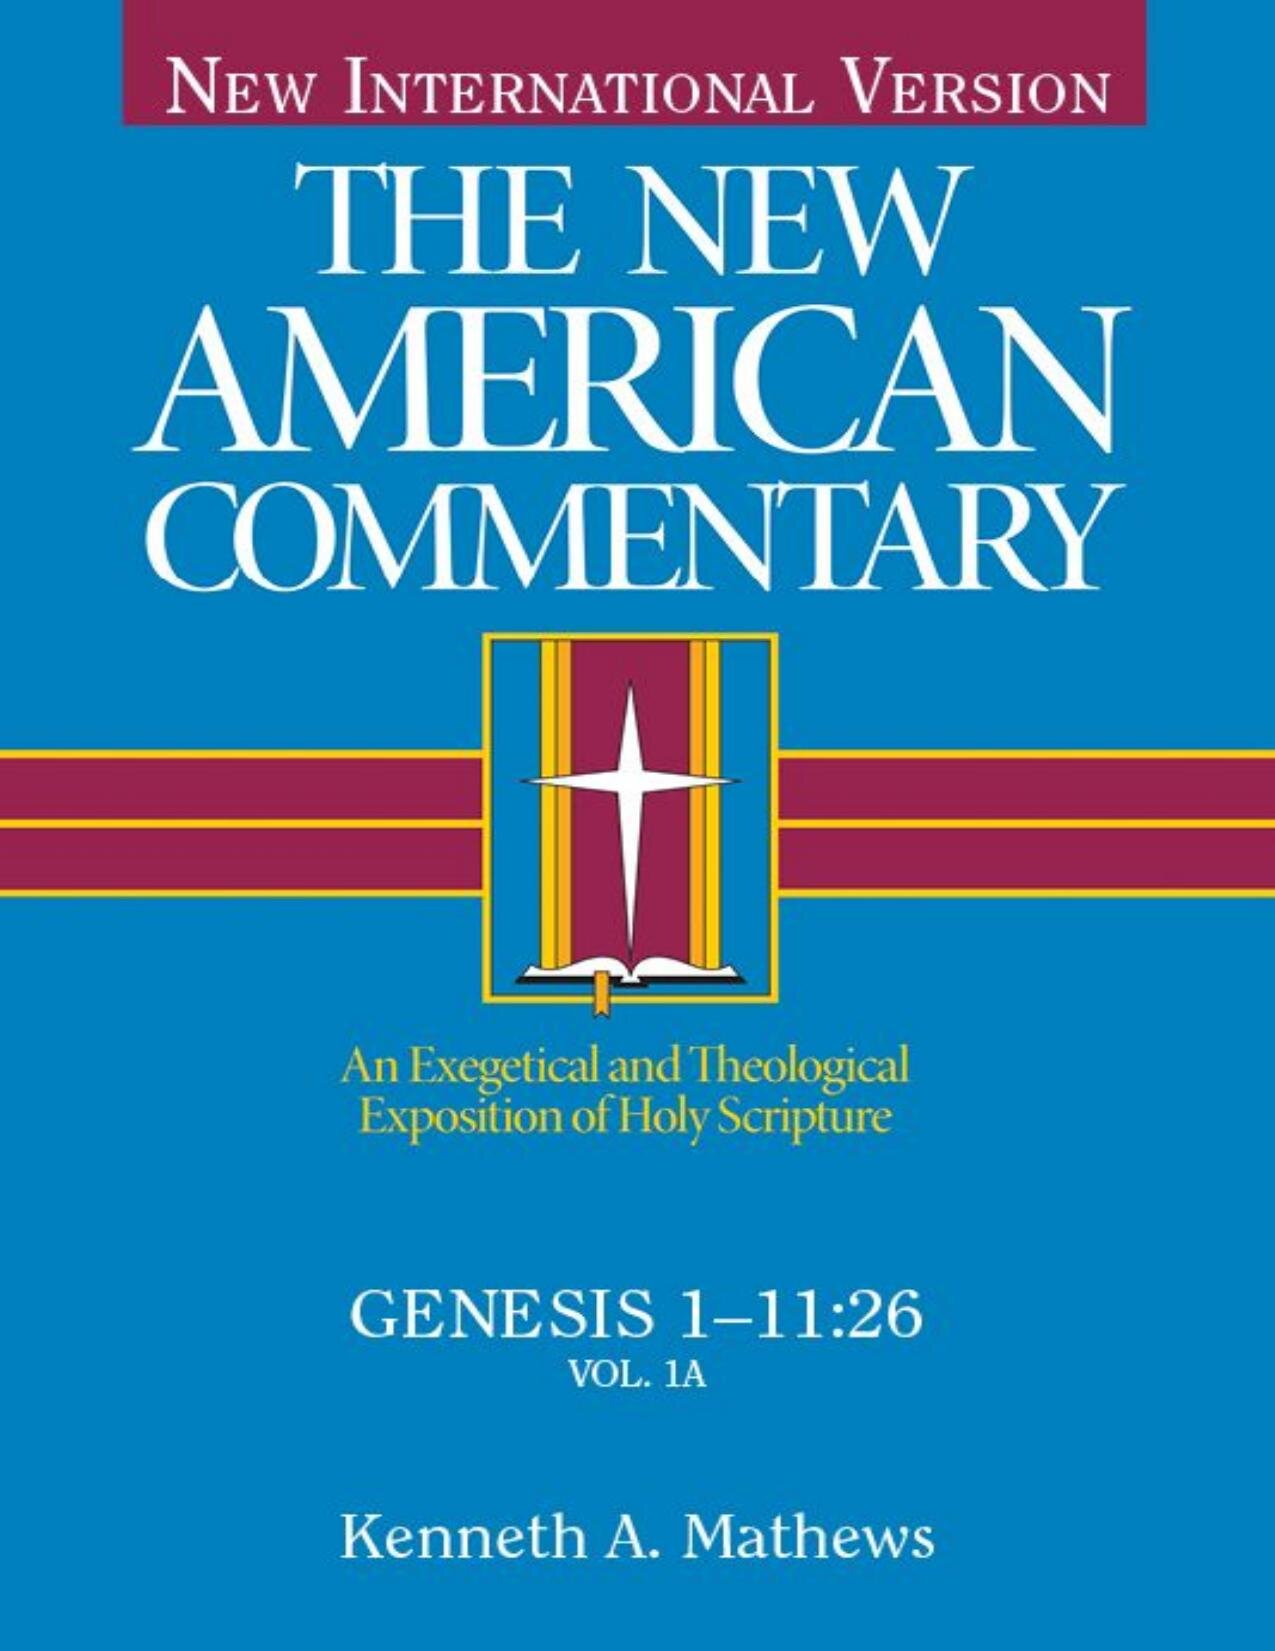 NEW INTERNATIONAL VERSION
THE NEW
AMERICAN
COMMENTARY
An Exegetical and Theological
Exposition of Holy Scripture
GENESIS 1–11:26
VOL. 1A
Kenneth A. Mathews